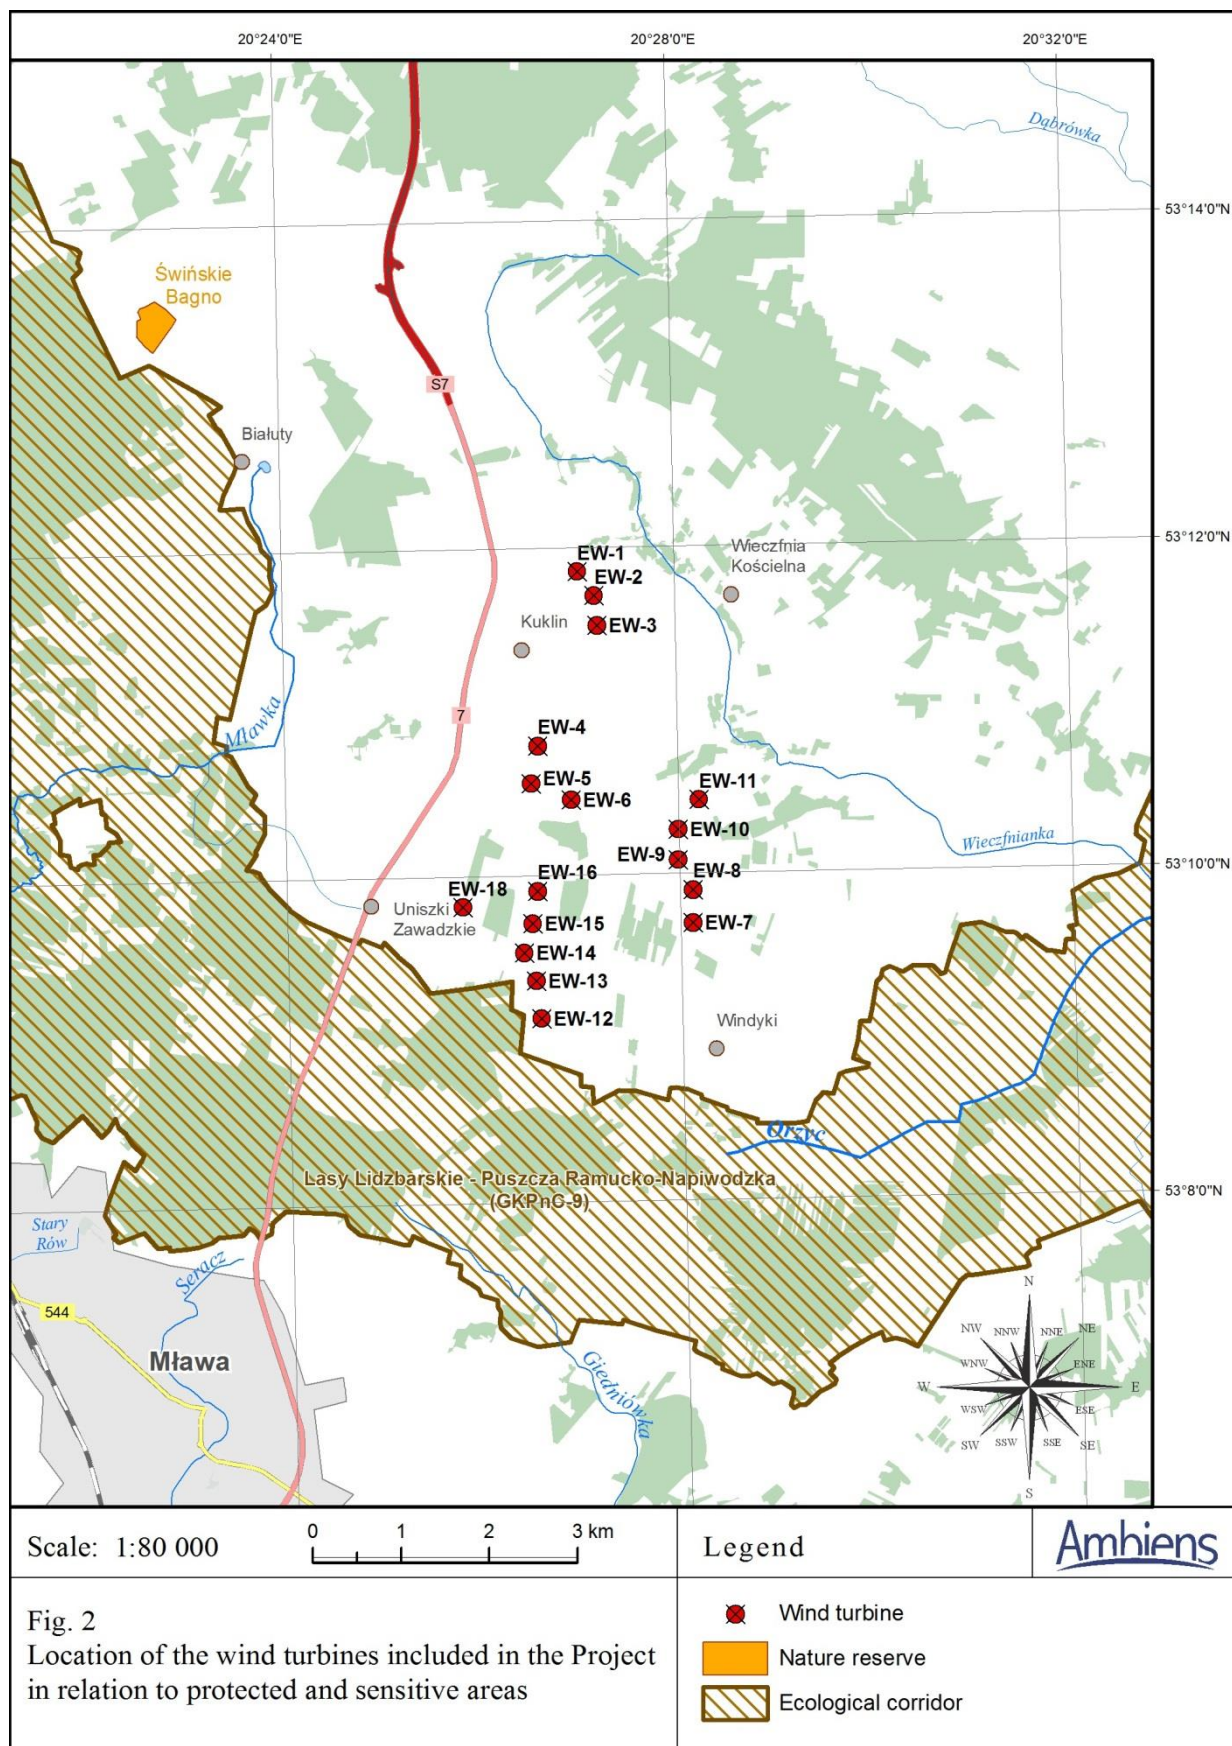 20°24'0"E
20°28'0"E
20°32'0"E
Dąbrówka
53°14'0"N
Świńskie
Bagno
S7
Białuty
53°12'0"N
EW-1
Wieczfnia
Kościelna
EW-2
Kuklin
EW-3
Mławka
7
EW-4
EW-5
EW-11
EW-6
EW-10
Wieczfnianka
EW-9
53°10'0"N
EW-16
EW-8
EW-18
Uniszki
Zawadzkie
EW-15
EW-7
EW-14
EW-13
EW-12
Windyki
Orzyc
Lasy Lidzbarskie - Puszcza Ramucko-Napiwodzka
(GKPnC-9)
53°8'0"N
Stary
Rów
Seracz
544
Mława
Giedniówka
N
NNW
NNE
NW
NE
WNW
ENE
W
E
WSW
ESE
SW
SSW
SSE
SE
S
Scale: 1:80 000
0 1 2 3 km
Legend
Ambiens
Fig. 2
Location of the wind turbines included in the Project
in relation to protected and sensitive areas
Wind turbine
Nature reserve
Ecological corridor